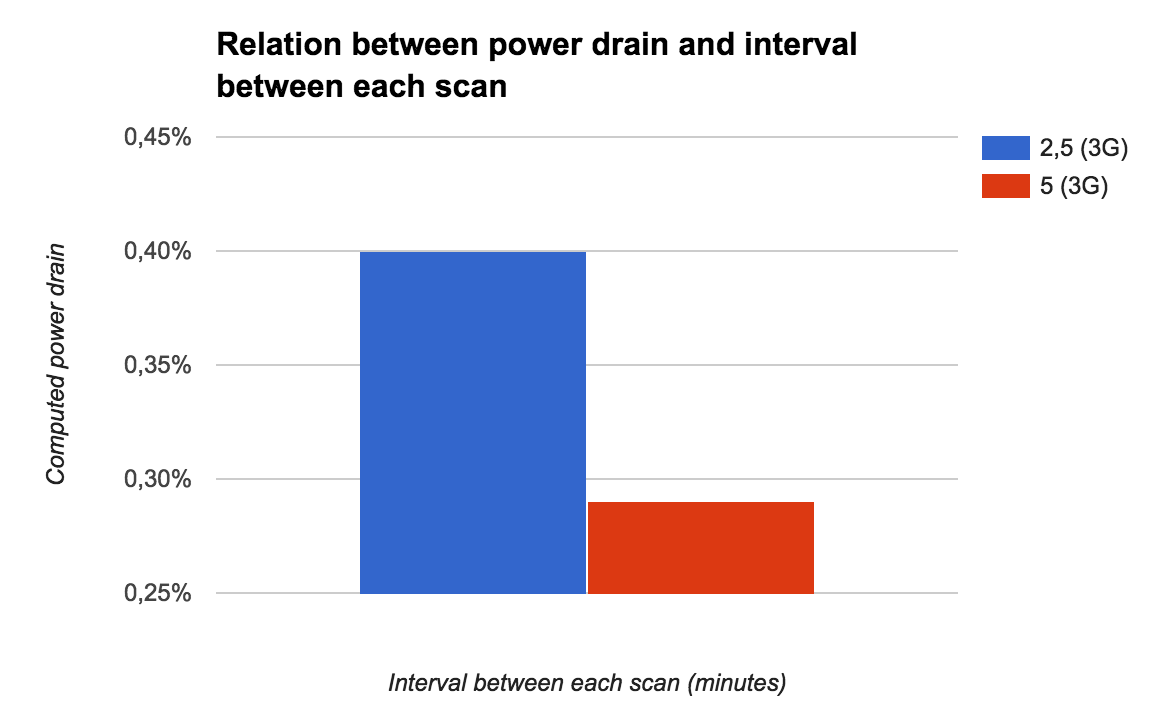 Relation between power drain and interval
between each scan
0,45%
0,40%
0,35%
0,30%
0,25%
Computed power drain
2,5 (3G)
5 (3G)
Interval between each scan (minutes)